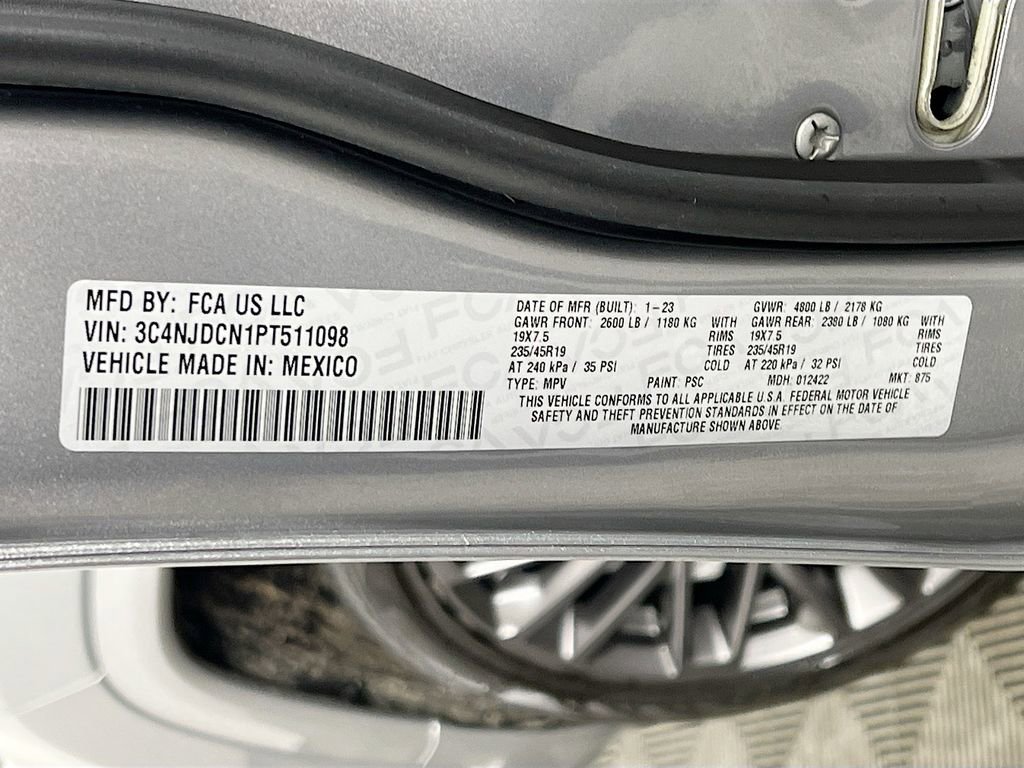 MFD BY: FCA US LLC
VIN: 3C4NJDCN1PT511098
VEHICLE MADE IN: MEXICO
DATE OF MFR (BUILT): 1-23 GVWR: 4800 LB / 2178 KG
GAWR FRONT: 2600 LB / 1180 KG WITH GAWR REAR: 2380 LB / 1080 KG WITH
19X7.5 RIMS 19X7.5 RIMS
235/45R19 TIRES 235/45R19 TIRES
AT 240 kPa / 35 PSI COLD AT 220 kPa / 32 PSI COLD
TYPE: MPV PAINT: PSC MDH: 012422 MKT: 875
THIS VEHICLE CONFORMS TO ALL APPLICABLE U.S.A. FEDERAL MOTOR VEHICLE
SAFETY AND THEFT PREVENTION STANDARDS IN EFFECT ON THE DATE OF
MANUFACTURE SHOWN ABOVE.